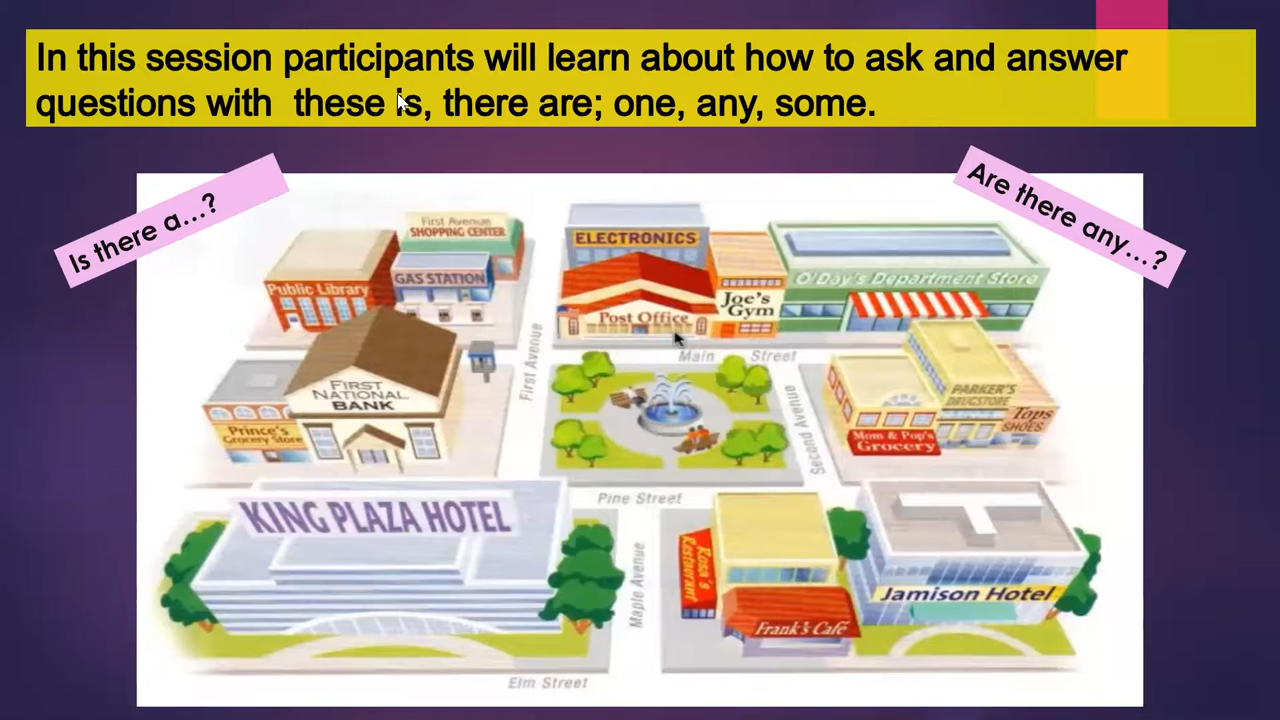 In this session participants will learn about how to ask and answer
questions with  these is, there are; one, any, some.
Is there a...?
Are there any...?
First Avenue
SHOPPING CENTER
GAS STATION
Public Library
ELECTRONICS
Post Office
Joe's
Gym
O'Day's Department Store
Main Street
First Avenue
FIRST
NATIONAL
BANK
Prince's
Grocery Store
Second Avenue
PARKER'S
DRUGSTORE
Tops
SHOES
Mom & Pop's
Grocery
Pine Street
KING PLAZA HOTEL
Maple Avenue
Rosa's
Restaurant
Frank's Café
Jamison Hotel
Elm Street